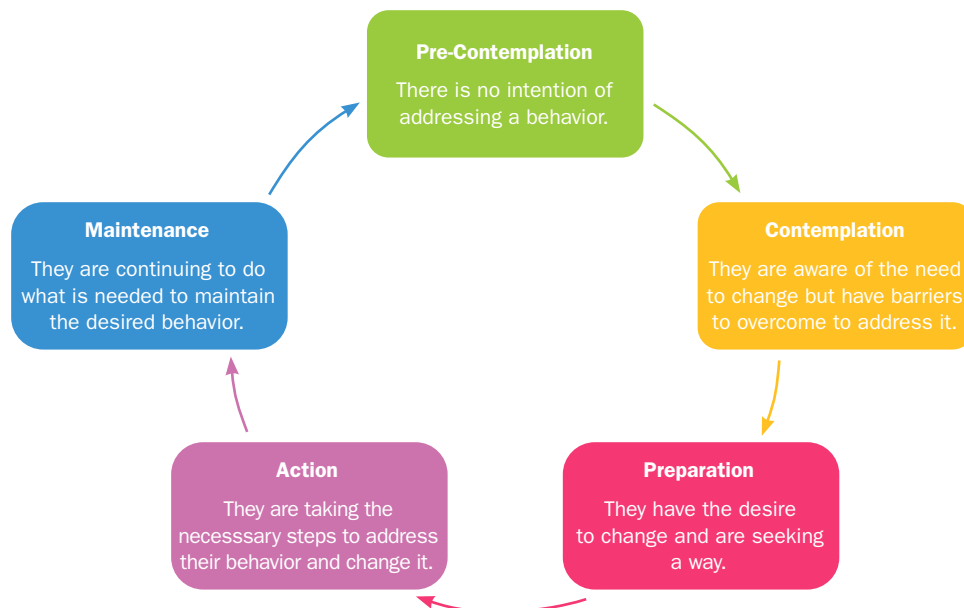 Pre-Contemplation
There is no intention of
addressing a behavior.
Contemplation
They are aware of the need
to change but have barriers
to overcome to address it.
Preparation
They have the desire
to change and are seeking
a way.
Action
They are taking the
necesssary steps to address
their behavior and change it.
Maintenance
They are continuing to do
what is needed to maintain
the desired behavior.